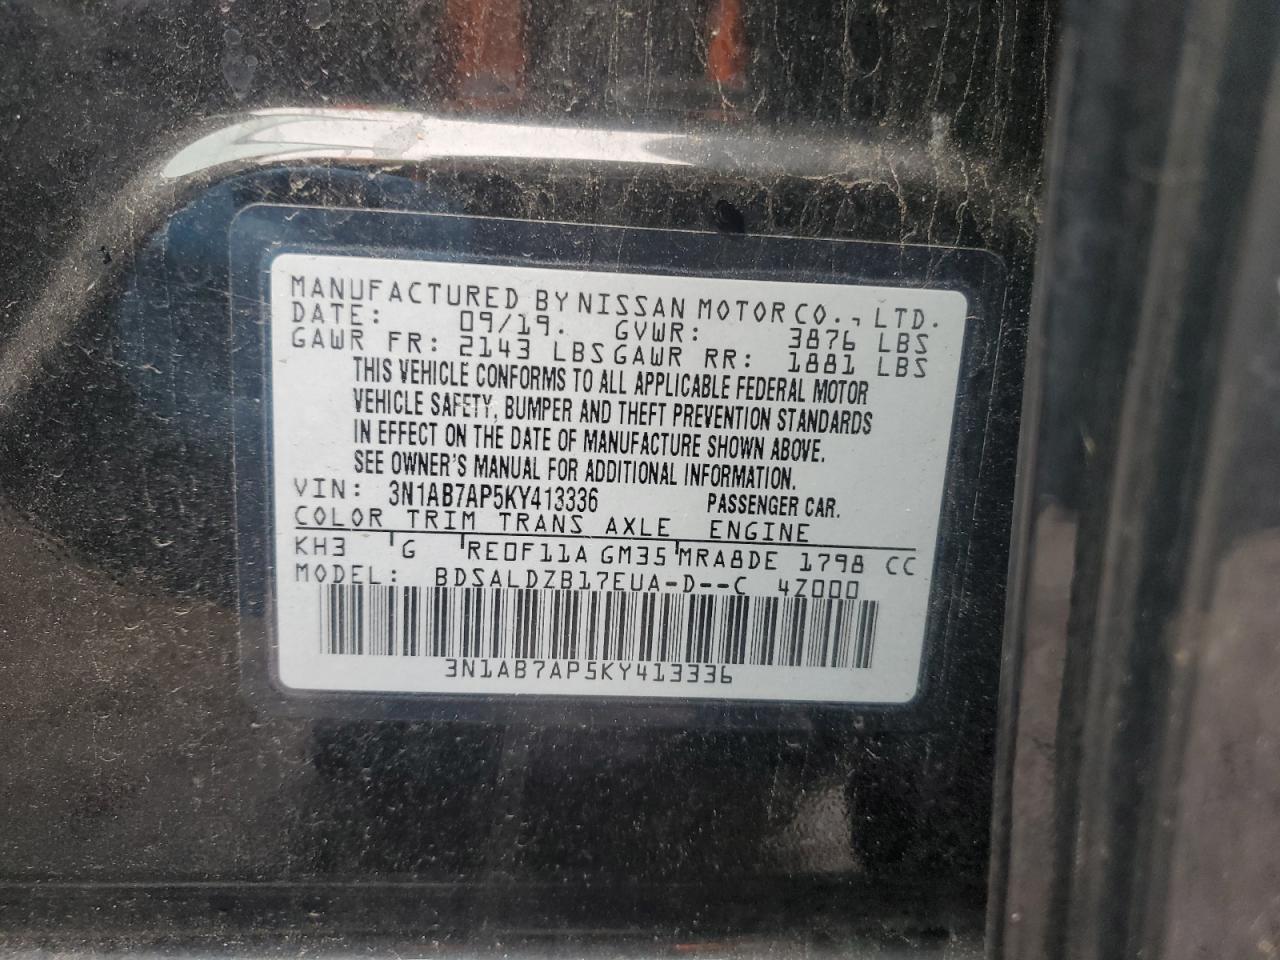 MANUFACTURED BY NISSAN MOTOR CO., LTD.
DATE: 09/19. GVWR: 3876 LBS
GAWR FR: 2143 LBS GAWR RR: 1881 LBS
THIS VEHICLE CONFORMS TO ALL APPLICABLE FEDERAL MOTOR
VEHICLE SAFETY, BUMPER AND THEFT PREVENTION STANDARDS
IN EFFECT ON THE DATE OF MANUFACTURE SHOWN ABOVE.
SEE OWNER'S MANUAL FOR ADDITIONAL INFORMATION.
VIN: 3N1AB7AP5KY413336 PASSENGER CAR.
COLOR TRIM TRANS AXLE ENGINE
KH3 G RE0F11A GM35 MRA8DE 1798 CC
MODEL: BDSALDZB17EUA-D--C 4Z000
3N1AB7AP5KY413336